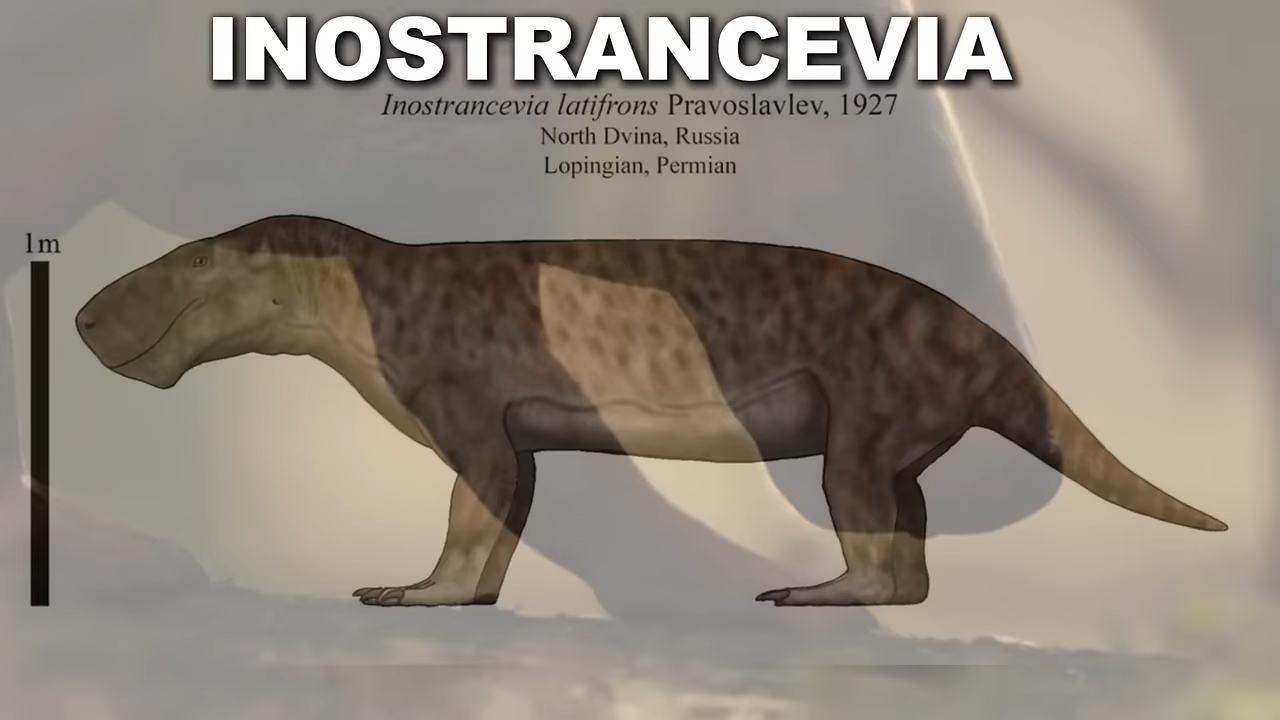 INOSTRANCEVIA
Inostrancevia latifrons Pravoslavlev, 1927
North Dvina, Russia
Lopingian, Permian
1m